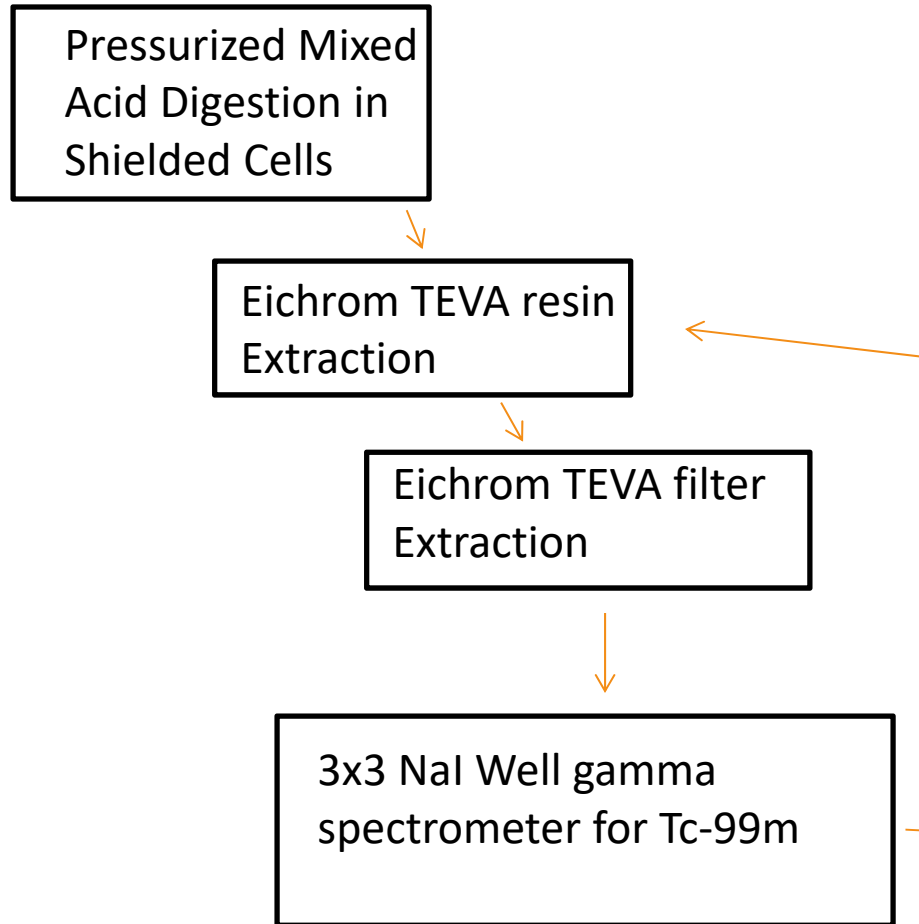 Pressurized Mixed
Acid Digestion in
Shielded Cells
Eichrom TEVA resin
Extraction
Eichrom TEVA filter
Extraction
3x3 NaI Well gamma
spectrometer for Tc-99m